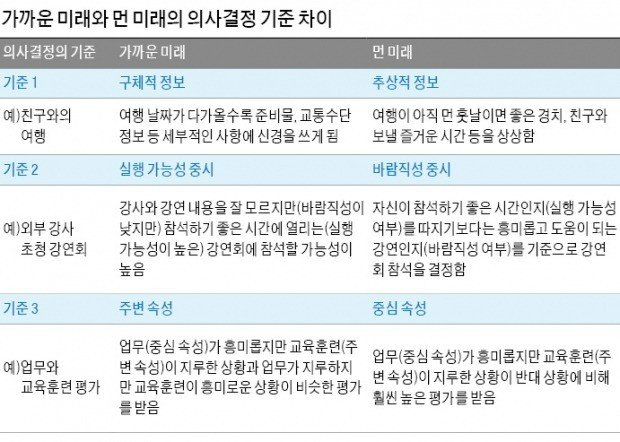 가까운 미래와 먼 미래의 의사결정 기준 차이
의사결정의 기준 가까운 미래 먼 미래
기준 1 구체적 정보 추상적 정보
예)친구와의
여행
여행 날짜가 다가올수록 준비물, 교통수단
정보 등 세부적인 사항에 신경을 쓰게 됨
여행이 아직 먼 훗날이면 좋은 경치, 친구와
보낼 즐거운 시간 등을 상상함
기준 2 실행 가능성 중시 바람직성 중시
예)외부 강사
초청 강연회
강사와 강연 내용을 잘 모르지만(바람직성이
낮지만) 참석하기 좋은 시간에 열리는(실행
가능성이 높은) 강연회에 참석할 가능성이
높음
자신이 참석하기 좋은 시간인지(실행 가능성
여부)를 따지기보다는 흥미롭고 도움이 되는
강연인지(바람직성 여부)를 기준으로 강연
회 참석을 결정함
기준 3 주변 속성 중심 속성
예)업무와
교육훈련 평가
업무(중심 속성)가 흥미롭지만 교육훈련(주
변 속성)이 지루한 상황과 업무가 지루하지
만 교육훈련이 흥미로운 상황이 비슷한 평가
를 받음
업무(중심 속성)가 흥미롭지만 교육훈련(주
변 속성)이 지루한 상황이 반대 상황에 비해
훨씬 높은 평가를 받음